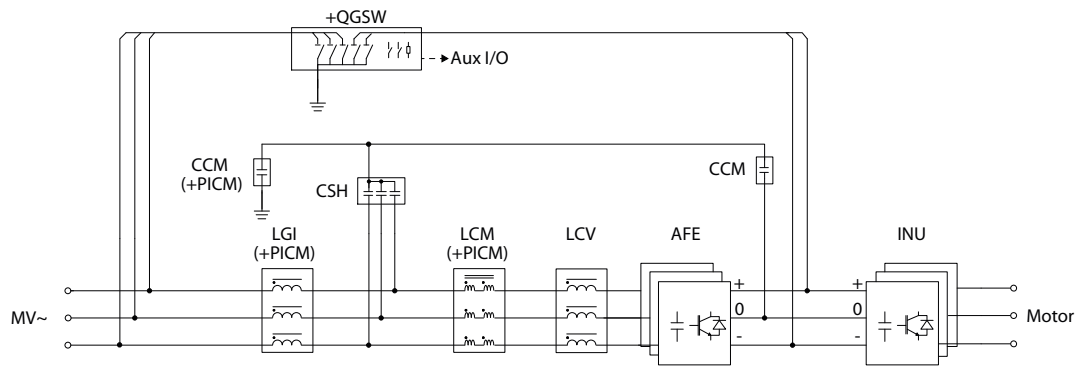 +QGSW
Aux I/O
CCM
(+PICM)
CSH
CCM
LGI
(+PICM)
LCM
(+PICM)
LCV
AFE
INU
+
0
-
+
0
-
MV~
Motor